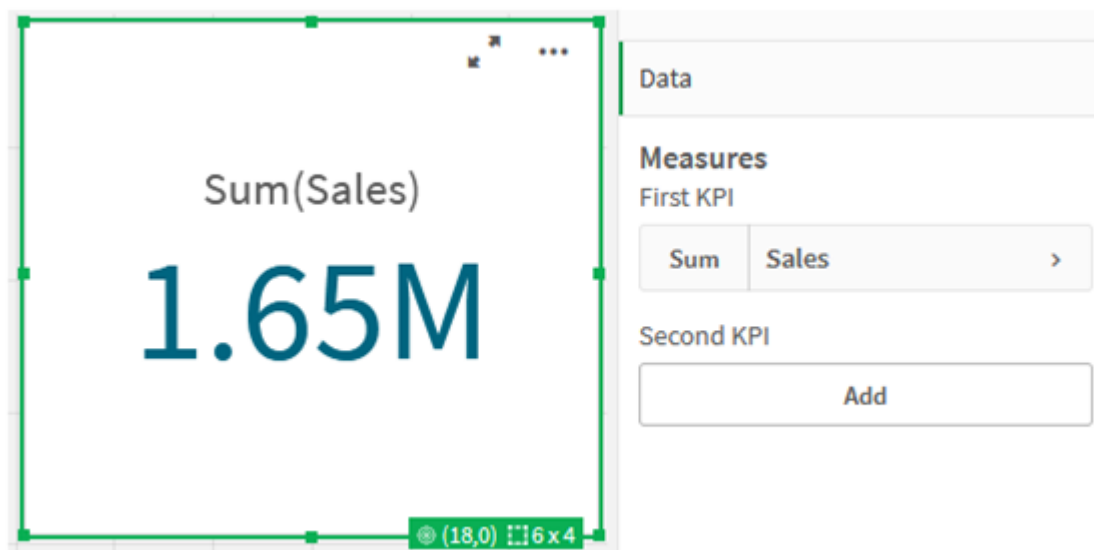 Sum(Sales)
1.65M
(18,0) 6 x 4
Data
Measures
First KPI
Sum Sales
Second KPI
Add